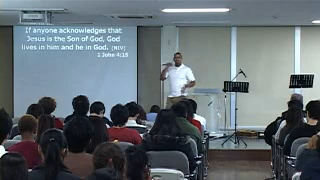 If anyone acknowledges that
Jesus is the Son of God, God
lives in him and he in God. (NIV)
1 John 4:15